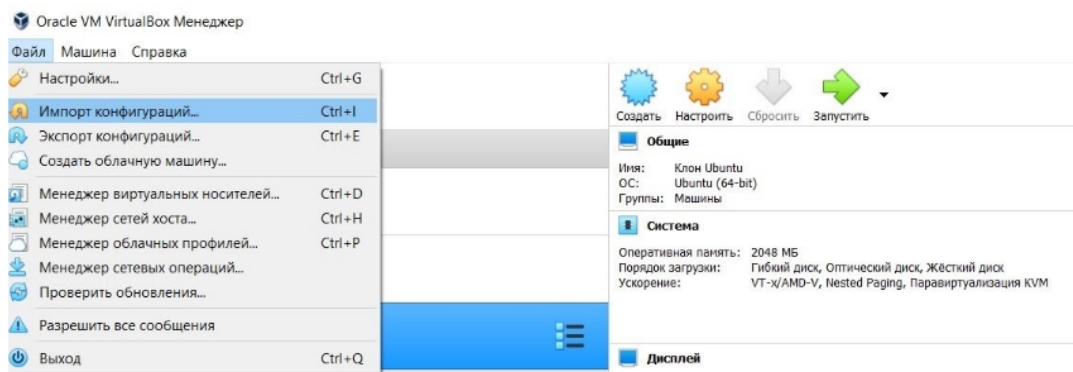 Oracle VM VirtualBox Менеджер
Файл Машина Справка
Настройки... Ctrl+G
Импорт конфигураций... Ctrl+I
Экспорт конфигураций... Ctrl+E
Создать облачную машину...
Менеджер виртуальных носителей... Ctrl+D
Менеджер сетей хоста... Ctrl+H
Менеджер облачных профилей... Ctrl+P
Менеджер сетевых операций...
Проверить обновления...
Разрешить все сообщения
Выход Ctrl+Q
Создать Настроить Сбросить Запустить
Общие
Имя: Клон Ubuntu
ОС: Ubuntu (64-bit)
Группы: Машины
Система
Оперативная память: 2048 МБ
Порядок загрузки: Гибкий диск, Оптический диск, Жёсткий диск
Ускорение: VT-x/AMD-V, Nested Paging, Паравиртуализация KVM
Дисплей